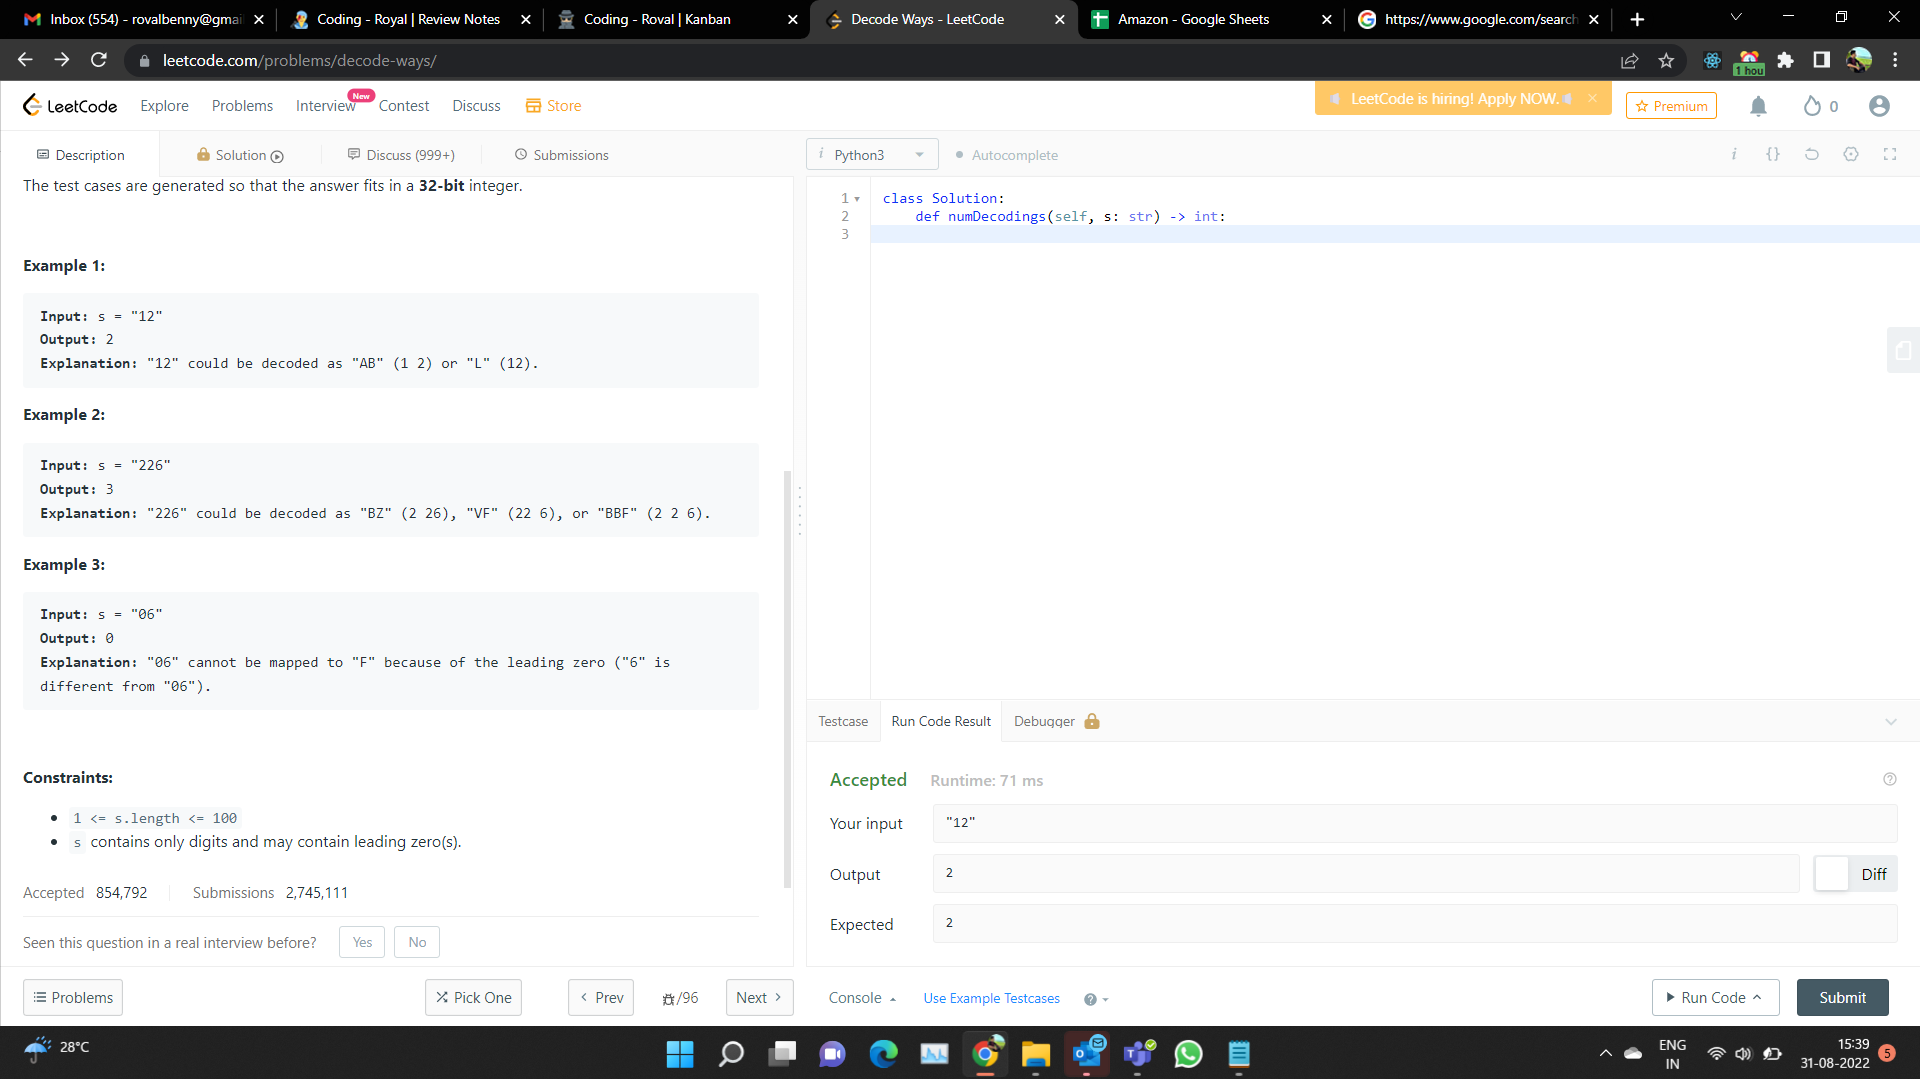 Inbox (554) - rovalbenny@gmai
Coding - Royal | Review Notes
Coding - Roval | Kanban
Decode Ways - LeetCode
Amazon - Google Sheets
https://www.google.com/search
leetcode.com/problems/decode-ways/
1 hou
LeetCode
Explore
Problems
Interview
New
Contest
Discuss
Store
LeetCode is hiring! Apply NOW.
Premium
0
Description
Solution
Discuss (999+)
Submissions
i Python3
Autocomplete
i
{}
The test cases are generated so that the answer fits in a 32-bit integer.
Example 1:
Input: s = "12"
Output: 2
Explanation: "12" could be decoded as "AB" (1 2) or "L" (12).
Example 2:
Input: s = "226"
Output: 3
Explanation: "226" could be decoded as "BZ" (2 26), "VF" (22 6), or "BBF" (2 2 6).
Example 3:
Input: s = "06"
Output: 0
Explanation: "06" cannot be mapped to "F" because of the leading zero ("6" is
different from "06").
Constraints:
1 <= s.length <= 100
s contains only digits and may contain leading zero(s).
Accepted 854,792
Submissions 2,745,111
Seen this question in a real interview before?
Yes
No
Problems
Pick One
Prev
/96
Next
1 class Solution:
2 def numDecodings(self, s: str) -> int:
3
Testcase
Run Code Result
Debugger
Accepted
Runtime: 71 ms
Your input
"12"
Output
2
Diff
Expected
2
Console
Use Example Testcases
Run Code
Submit
28°C
ENG
IN
15:39
31-08-2022
5